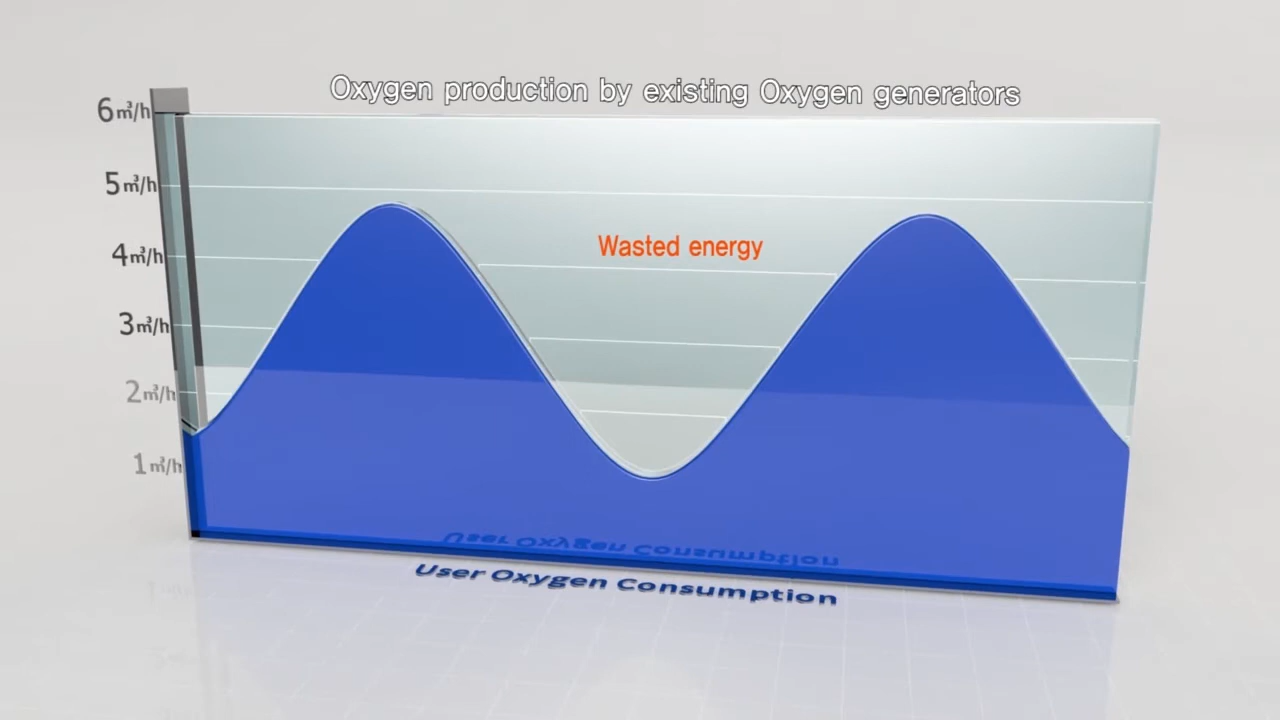 Oxygen production by existing Oxygen generators
6㎥/h
5㎥/h
4㎥/h
Wasted energy
3㎥/h
2㎥/h
1㎥/h
User Oxygen Consumption